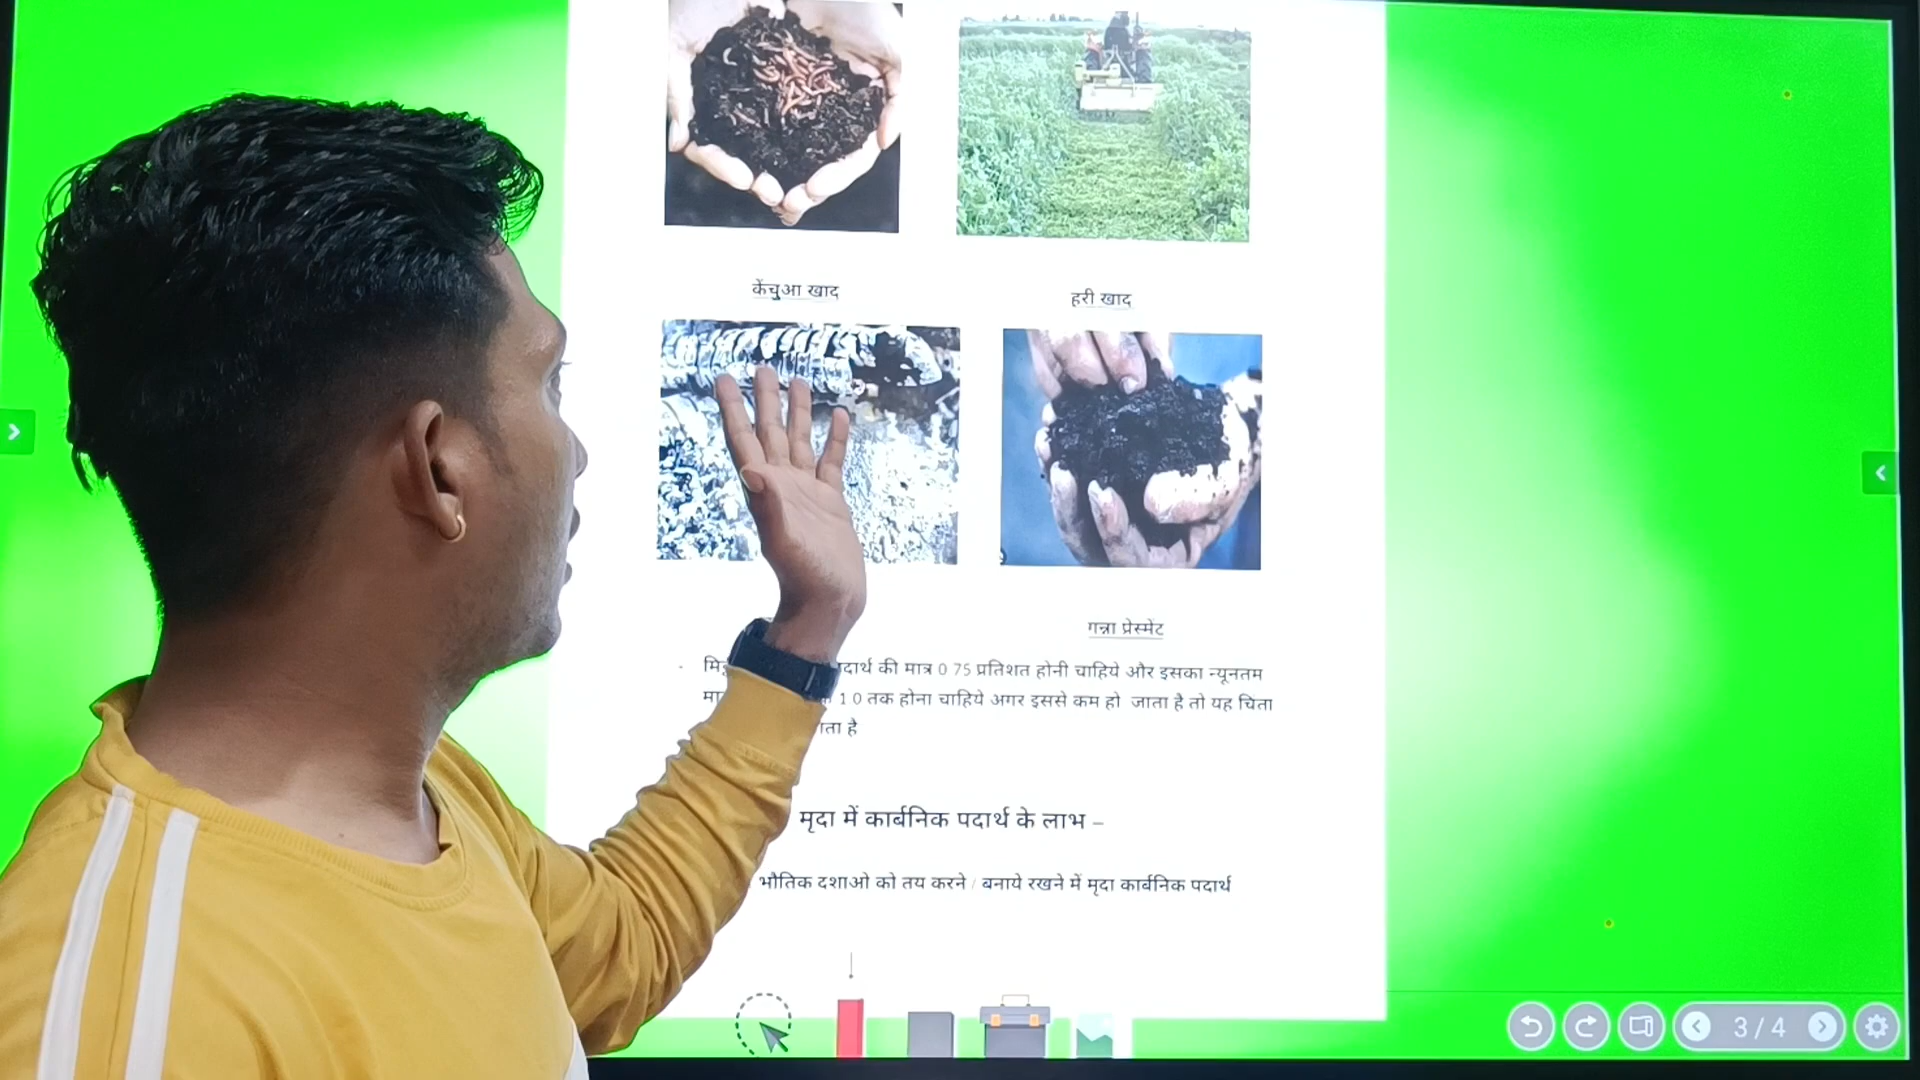 केंचुआ खाद
हरी खाद
गन्ना प्रेस्मेंट
- पदार्थ की मात्र 0 75 प्रतिशत होनी चाहिये और इसका न्यूनतम
1 0 तक होना चाहिये अगर इससे कम हो जाता है तो यह चिता
है
मृदा में कार्बनिक पदार्थ के लाभ –
भौतिक दशाओ को तय करने / बनाये रखने में मृदा कार्बनिक पदार्थ
3 / 4